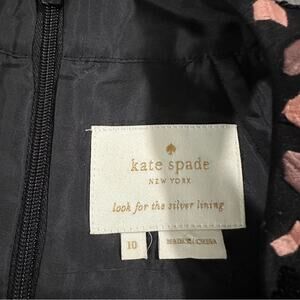 kate spade
NEW YORK
look for the silver lining
10
MADE IN CHINA